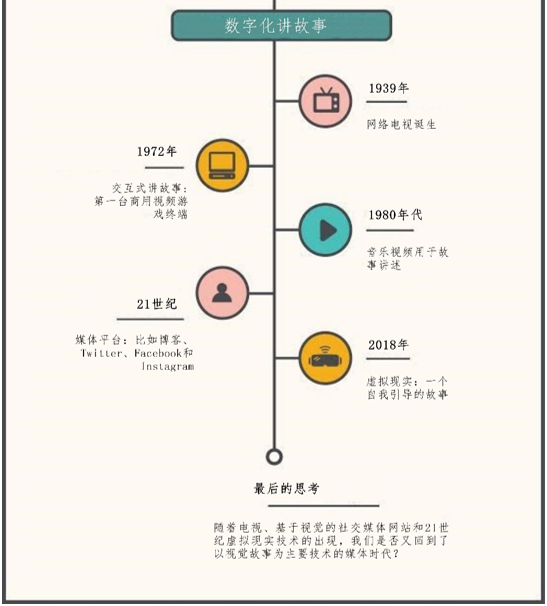 数字化讲故事
1939年
网络电视诞生
1972年
交互式讲故事:
第一台商用视频游
戏终端
1980年代
音乐视频用于故
事讲述
21世纪
媒体平台: 比如博客、
Twitter、Facebook和
Instagram
2018年
虚拟现实: 一个
自我引导的故事
最后的思考
随着电视、基于视觉的社交媒体网站和21世
纪虚拟现实技术的出现, 我们是否又回到了
以视觉故事为主要技术的媒体时代?